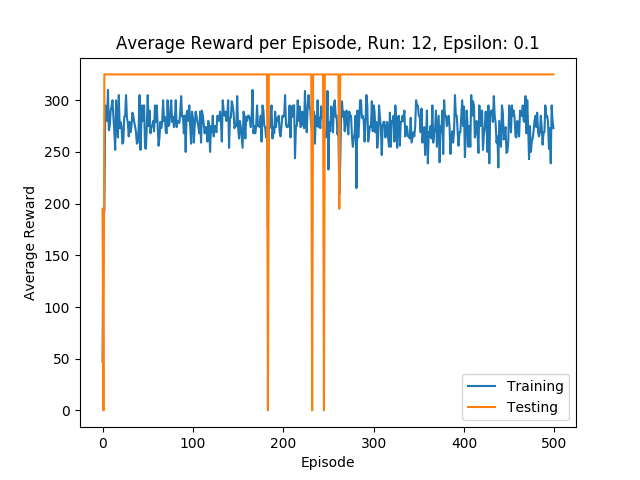 Average Reward per Episode, Run: 12, Epsilon: 0.1
Average Reward
300
250
200
150
100
50
0
0 100 200 300 400 500
Episode
Training
Testing